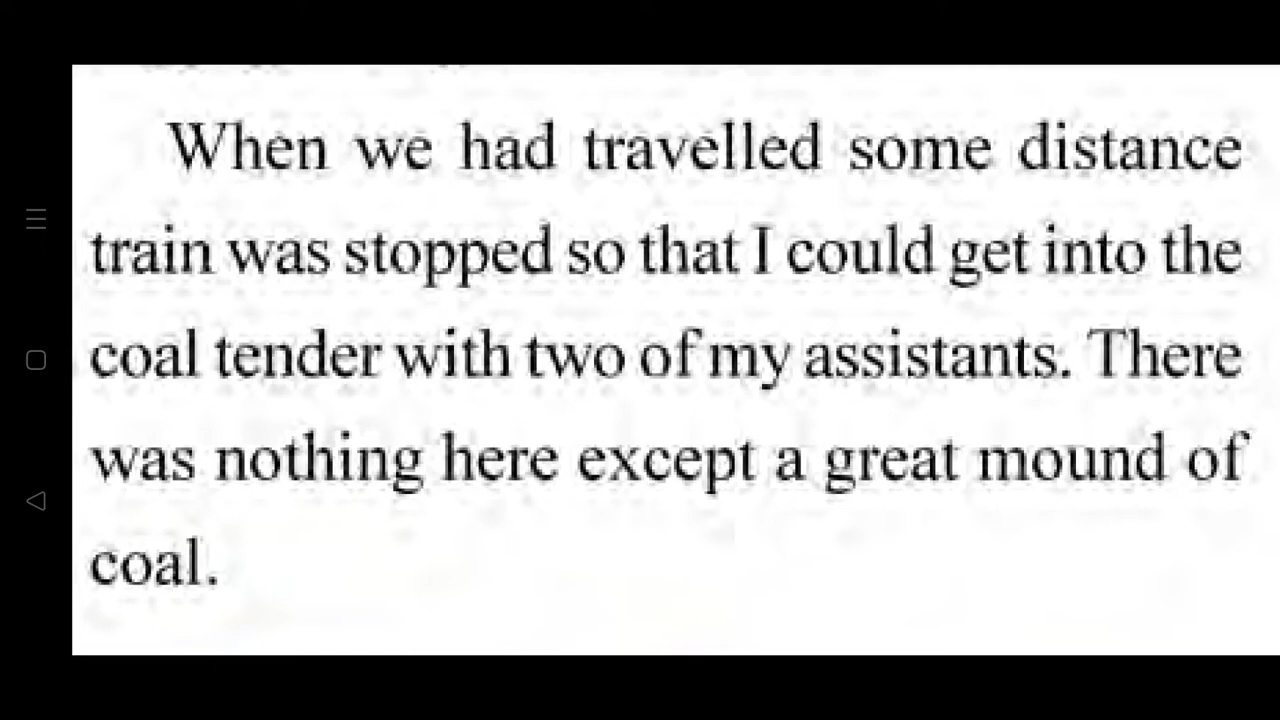 When we had travelled some distance
train was stopped so that I could get into the
coal tender with two of my assistants. There
was nothing here except a great mound of
coal.